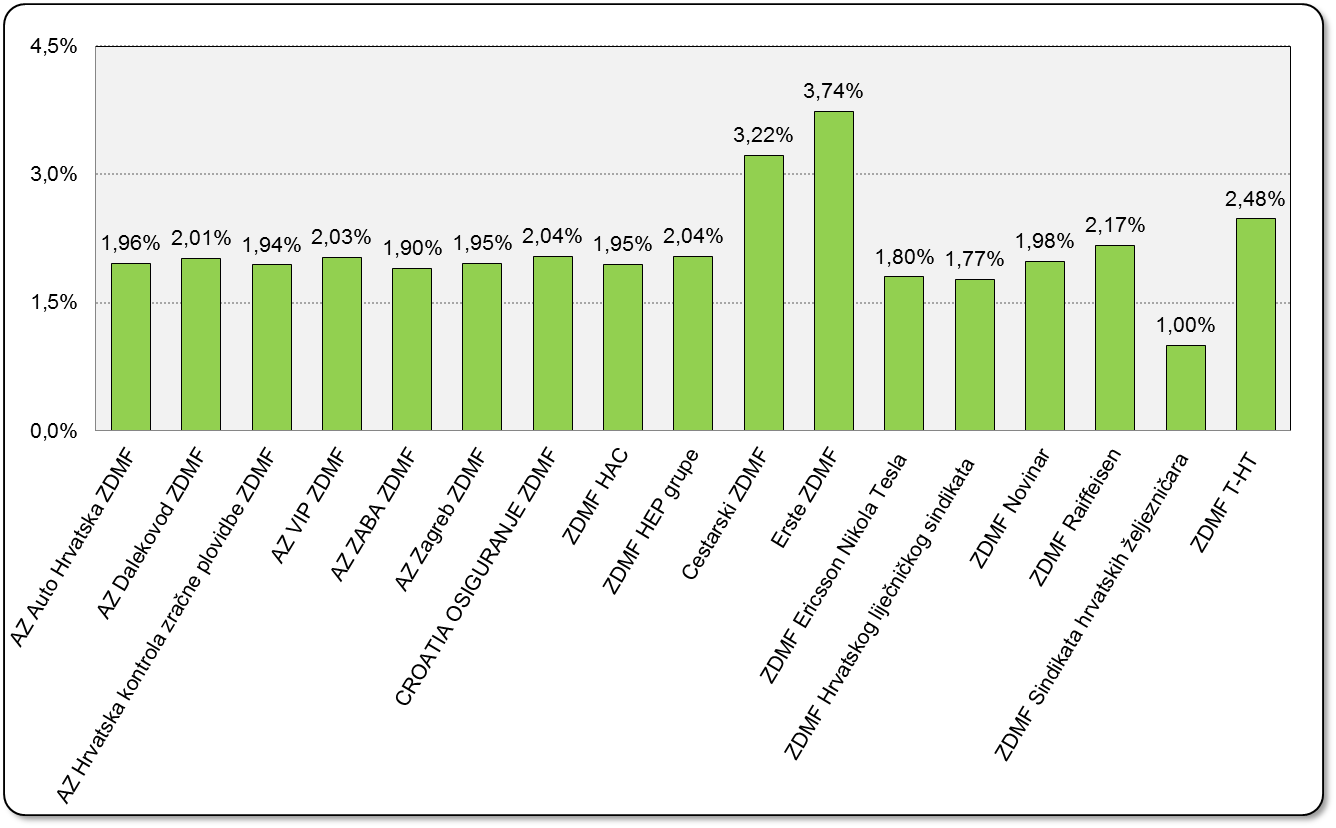 4,5%
3,0%
1,5%
0,0%
1,96%
2,01%
1,94%
2,03%
1,90%
1,95%
2,04%
1,95%
2,04%
3,22%
3,74%
1,80%
1,77%
1,98%
2,17%
1,00%
2,48%
AZ Auto Hrvatska ZDMF
AZ Dalekovod ZDMF
AZ Hrvatska kontrola zračne plovidbe ZDMF
AZ VIP ZDMF
AZ ZABA ZDMF
AZ Zagreb ZDMF
CROATIA OSIGURANJE ZDMF
ZDMF HAC
ZDMF HEP grupe
Cestarski ZDMF
Erste ZDMF
ZDMF Ericsson Nikola Tesla
ZDMF Hrvatskog liječničkog sindikata
ZDMF Novinar
ZDMF Raiffeisen
ZDMF Sindikata hrvatskih željezničara
ZDMF T-HT